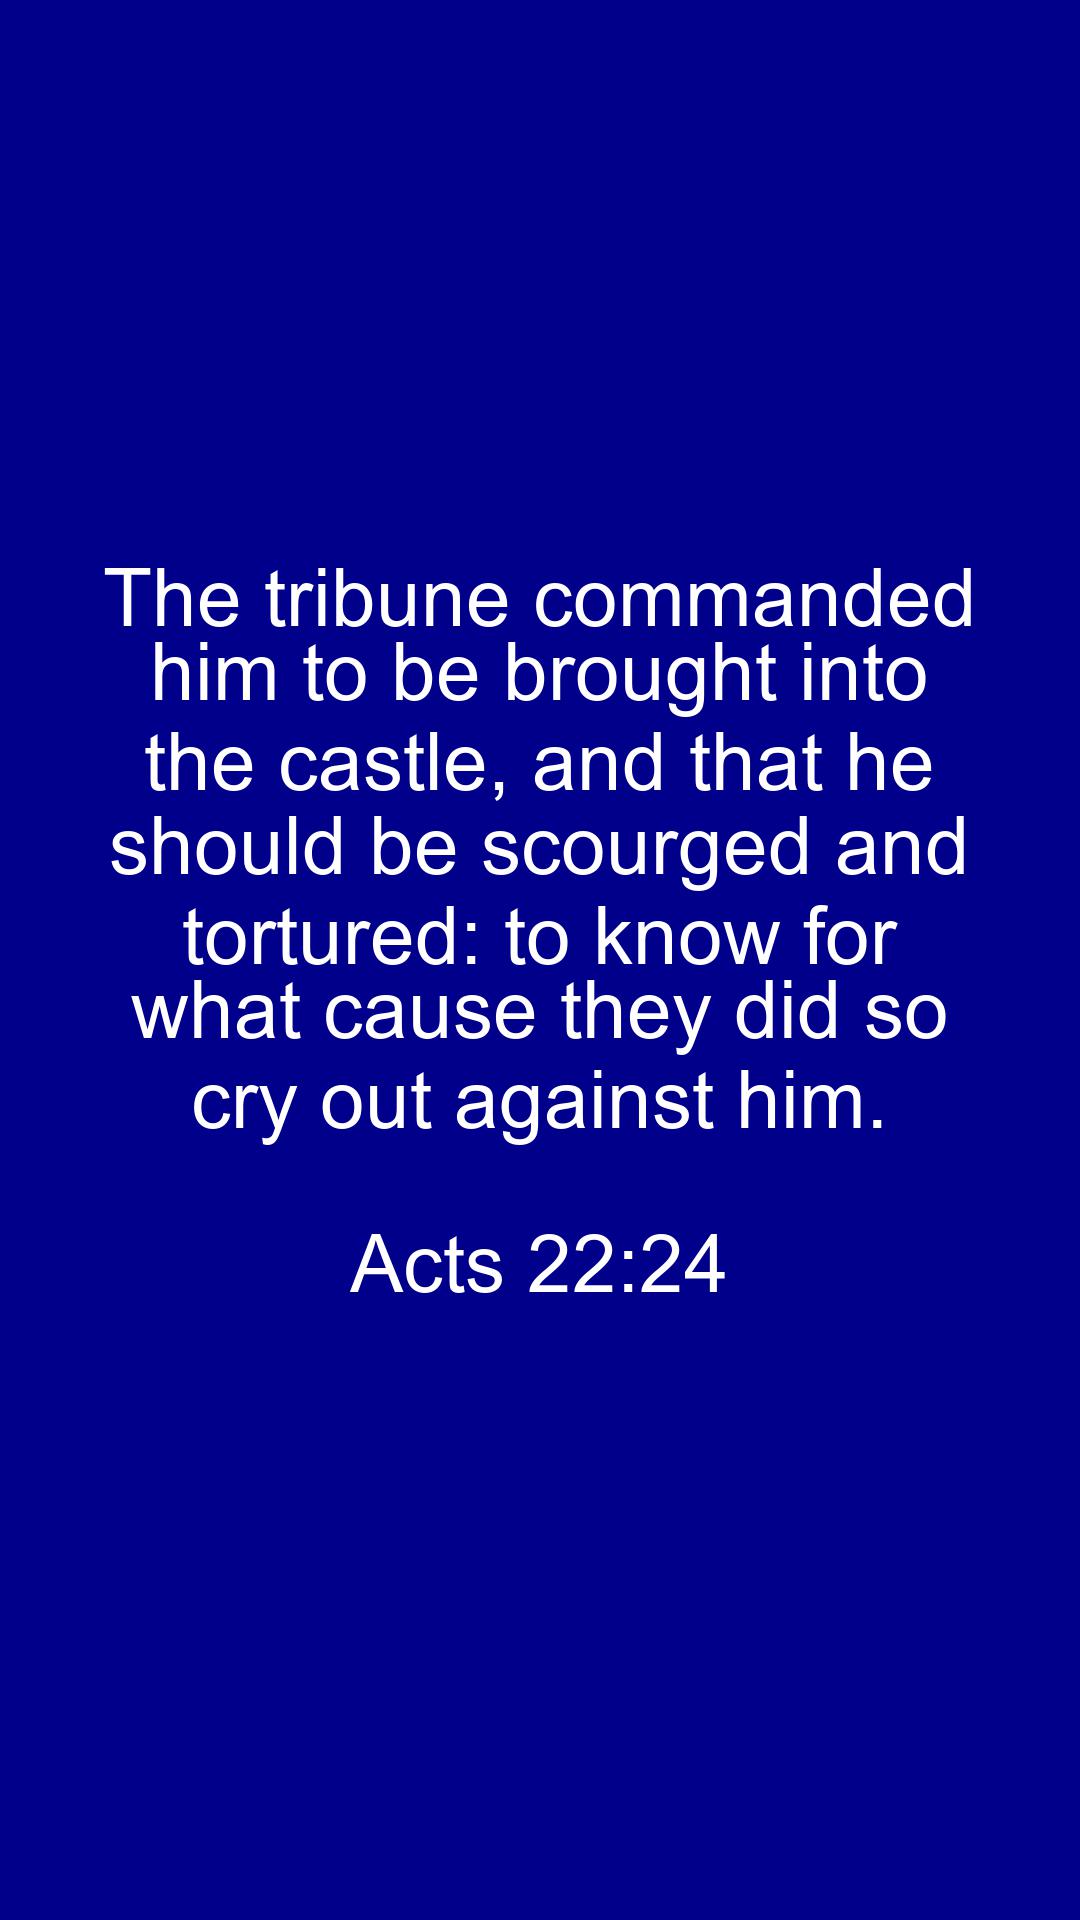 The tribune commanded
him to be brought into
the castle, and that he
should be scourged and
tortured: to know for
what cause they did so
cry out against him.
Acts 22:24